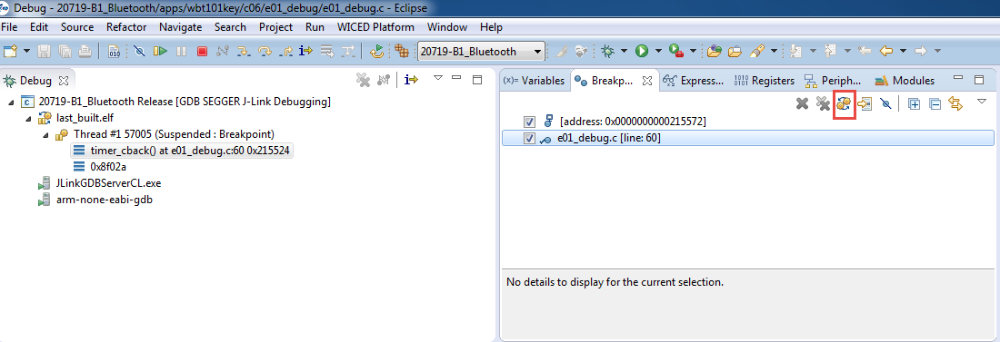 Debug - 20719-B1_Bluetooth/apps/wbt101key/c06/e01_debug/e01_debug.c - Eclipse
File Edit Source Refactor Navigate Search Project Run WICED Platform Window Help
010 20719-B1_Bluetooth
Debug
(x)= Variables Breakp... Express... 1010 0101 Registers Periph... Modules
20719-B1_Bluetooth Release [GDB SEGGER J-Link Debugging]
last_built.elf
Thread #1 57005 (Suspended : Breakpoint)
timer_cback() at e01_debug.c:60 0x215524
0x8f02a
JLinkGDBServerCL.exe
arm-none-eabi-gdb
[address: 0x0000000000215572]
e01_debug.c [line: 60]
No details to display for the current selection.